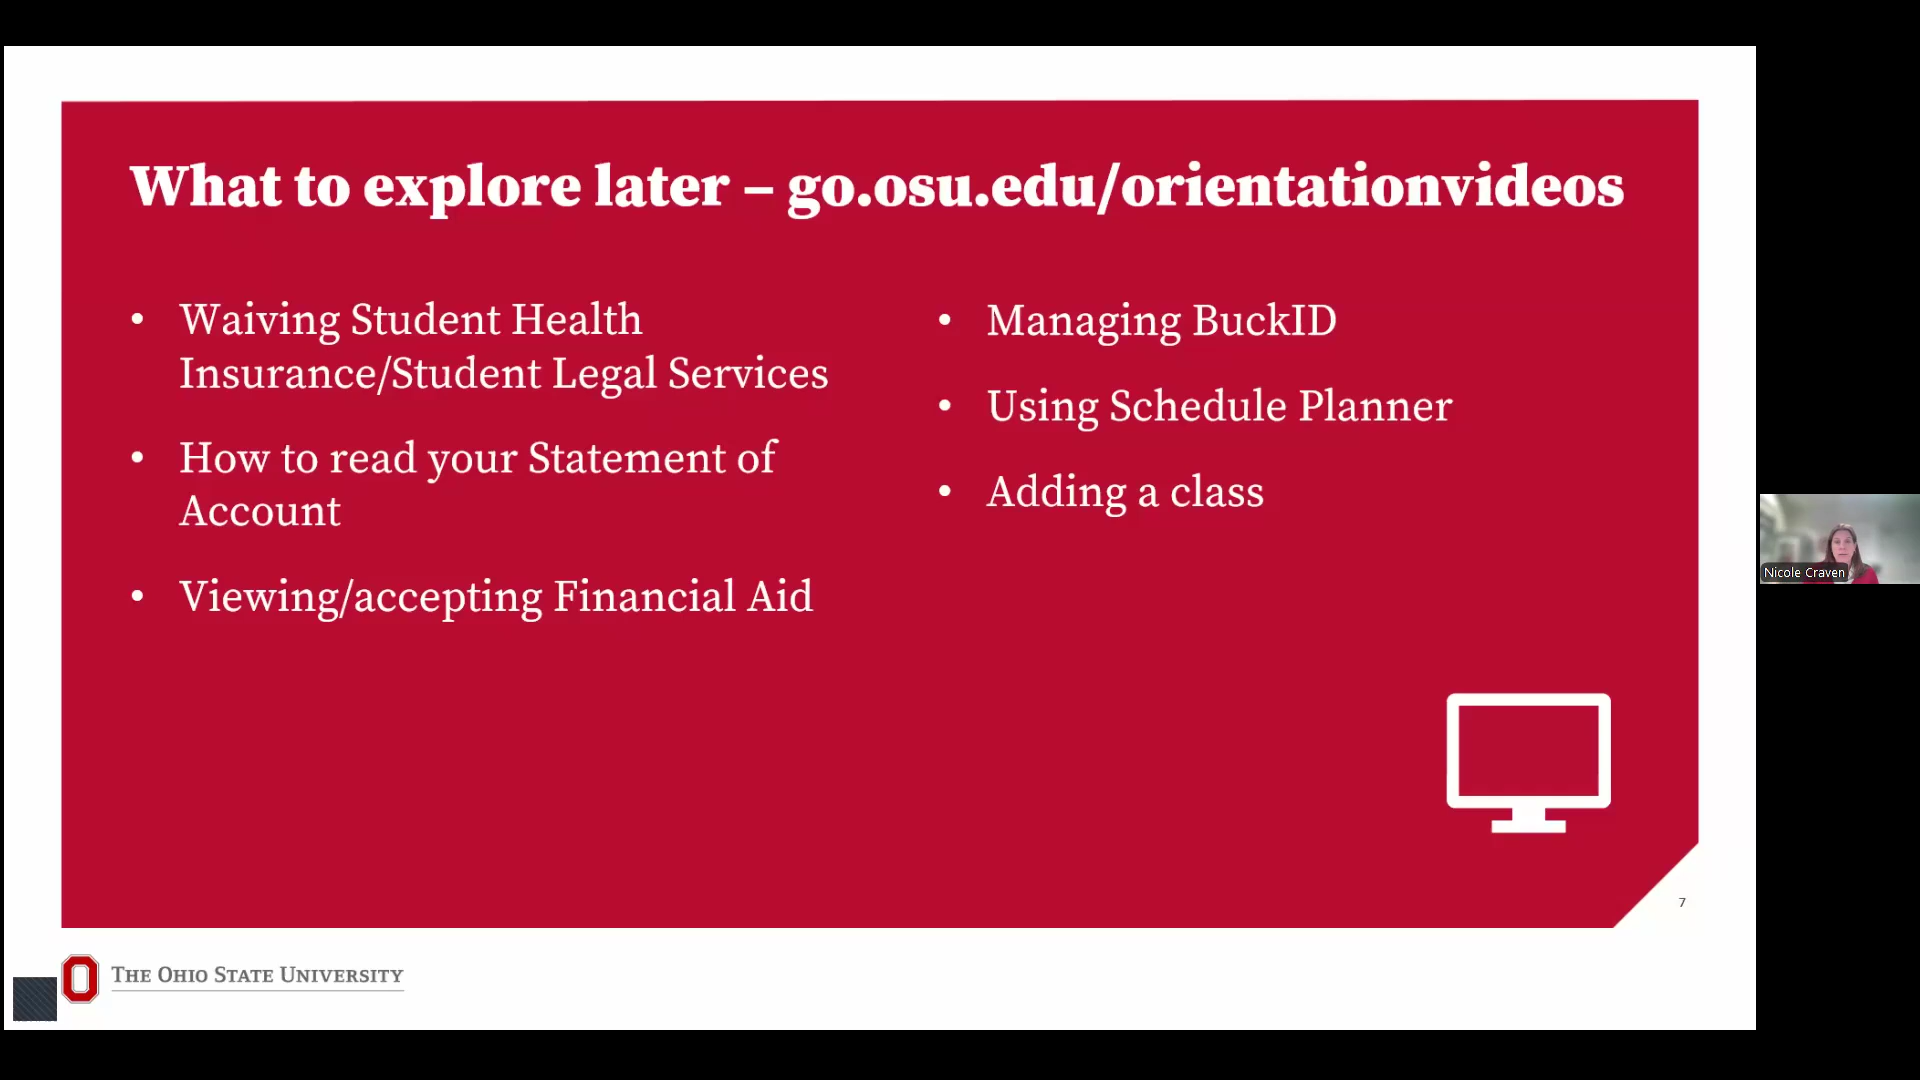 What to explore later – go.osu.edu/orientationvideos
• Waiving Student Health
Insurance/Student Legal Services
• How to read your Statement of
Account
• Viewing/accepting Financial Aid
• Managing BuckID
• Using Schedule Planner
• Adding a class
Nicole Craven
7
THE OHIO STATE UNIVERSITY